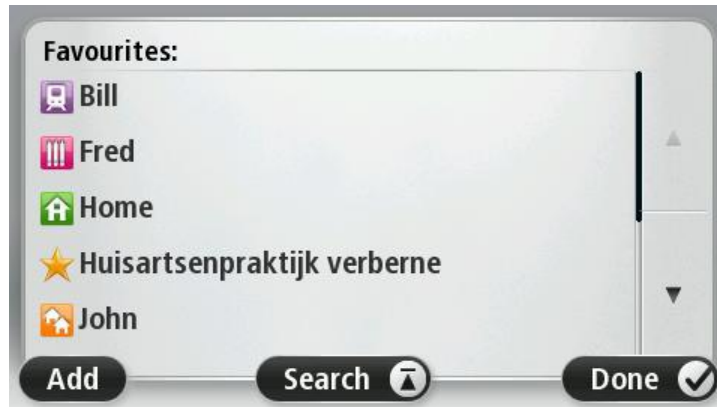 Favourites:
Bill
Fred
Home
Huisartsenpraktijk verberne
John
Add
Search
Done